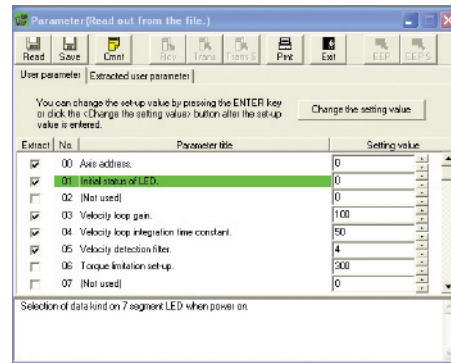 Parameter(Read out from the file.)
Read Save Cmnt Rcv Trans Trans S Prnt Exit EEP EEPS
User parameter Extracted user parameter
You can change the set-up value by pressing the ENTER key
or click the <Change the setting value> button after the set-up
value is entered.
Change the setting value
Extract No. Parameter title Setting value
00 Axis address. 0
01 Initial status of LED. 0
02 (Not used) 0
03 Velocity loop gain. 100
04 Velocity loop integration time constant. 50
05 Velocity detection filter. 4
06 Torque limitation set-up. 300
07 (Not used) 0
Selection of data kind on 7 segment LED when power on.